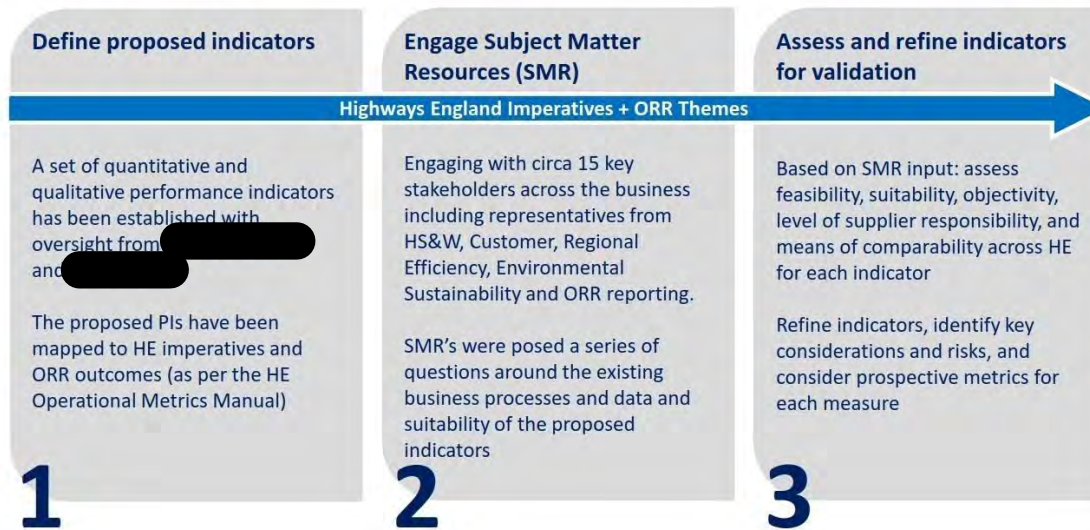 Define proposed indicators
Engage Subject Matter
Resources (SMR)
Assess and refine indicators
for validation
Highways England Imperatives + ORR Themes
A set of quantitative and
qualitative performance indicators
has been established with
oversight from
and
The proposed PIs have been
mapped to HE imperatives and
ORR outcomes (as per the HE
Operational Metrics Manual)
1
Engaging with circa 15 key
stakeholders across the business
including representatives from
HS&W, Customer, Regional
Efficiency, Environmental
Sustainability and ORR reporting.
SMR's were posed a series of
questions around the existing
business processes and data and
suitability of the proposed
indicators
2
Based on SMR input: assess
feasibility, suitability, objectivity,
level of supplier responsibility, and
means of comparability across HE
for each indicator
Refine indicators, identify key
considerations and risks, and
consider prospective metrics for
each measure
3